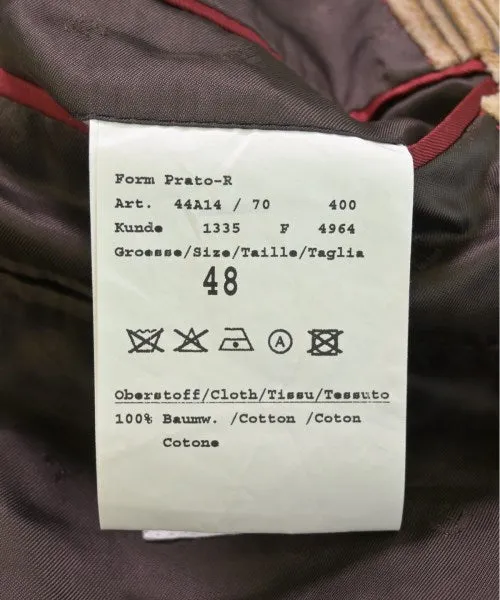 Form Prato-R
Art. 44A14 / 70 400
Kunde 1335 F 4964
Groesse/Size/Taille/Taglia
48
A
Oberstoff/Cloth/Tissu/Tessuto
100% Baumw. /Cotton /Coton
Cotone